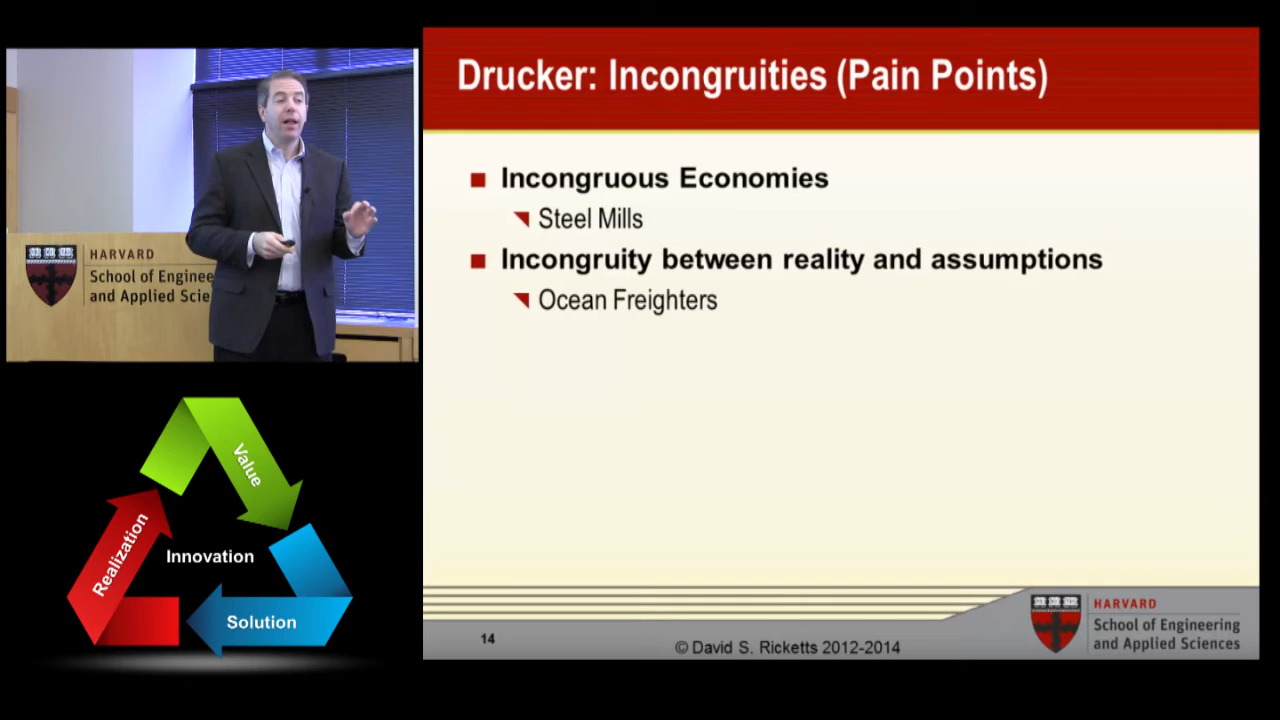 Drucker: Incongruities (Pain Points)
Incongruous Economies
Steel Mills
Incongruity between reality and assumptions
Ocean Freighters
14
© David S. Ricketts 2012-2014
HARVARD
School of Engineering
and Applied Sciences
HARVARD
School of Enginee
and Applied Scie
Value
Realization
Innovation
Solution